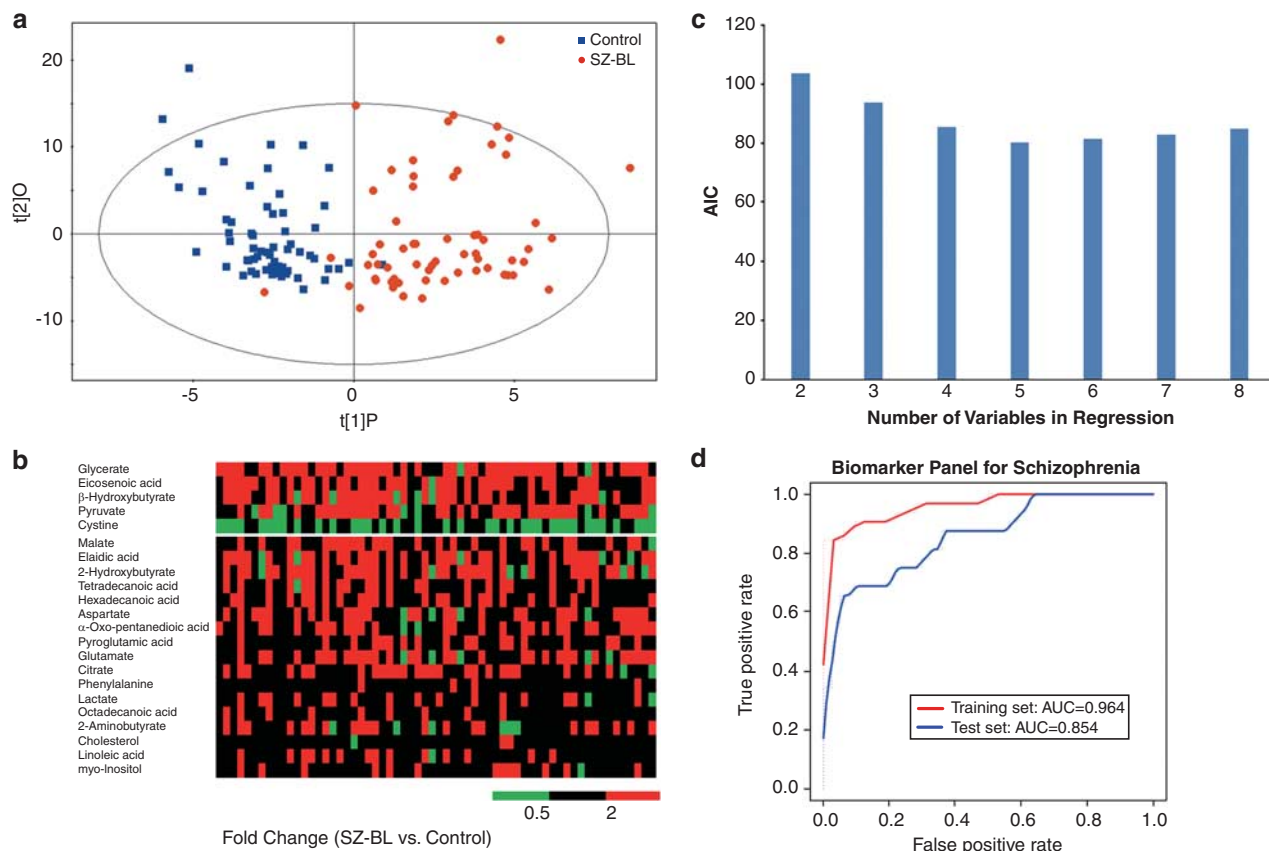 a
Control
SZ-BL
20
10
0
-10
t[2]O
-5
0
5
t[1]P
b
Glycerate
Eicosenoic acid
β-Hydroxybutyrate
Pyruvate
Cystine
Malate
Elaidic acid
2-Hydroxybutyrate
Tetradecanoic acid
Hexadecanoic acid
Aspartate
α-Oxo-pentanedioic acid
Pyroglutamic acid
Glutamate
Citrate
Phenylalanine
Lactate
Octadecanoic acid
2-Aminobutyrate
Cholesterol
Linoleic acid
myo-Inositol
0.5 2
Fold Change (SZ-BL vs. Control)
c
120
100
80
60
40
20
0
AIC
2 3 4 5 6 7 8
Number of Variables in Regression
d
Biomarker Panel for Schizophrenia
1.0
0.8
0.6
0.4
0.2
0.0
True positive rate
Training set: AUC=0.964
Test set: AUC=0.854
0.0 0.2 0.4 0.6 0.8 1.0
False positive rate